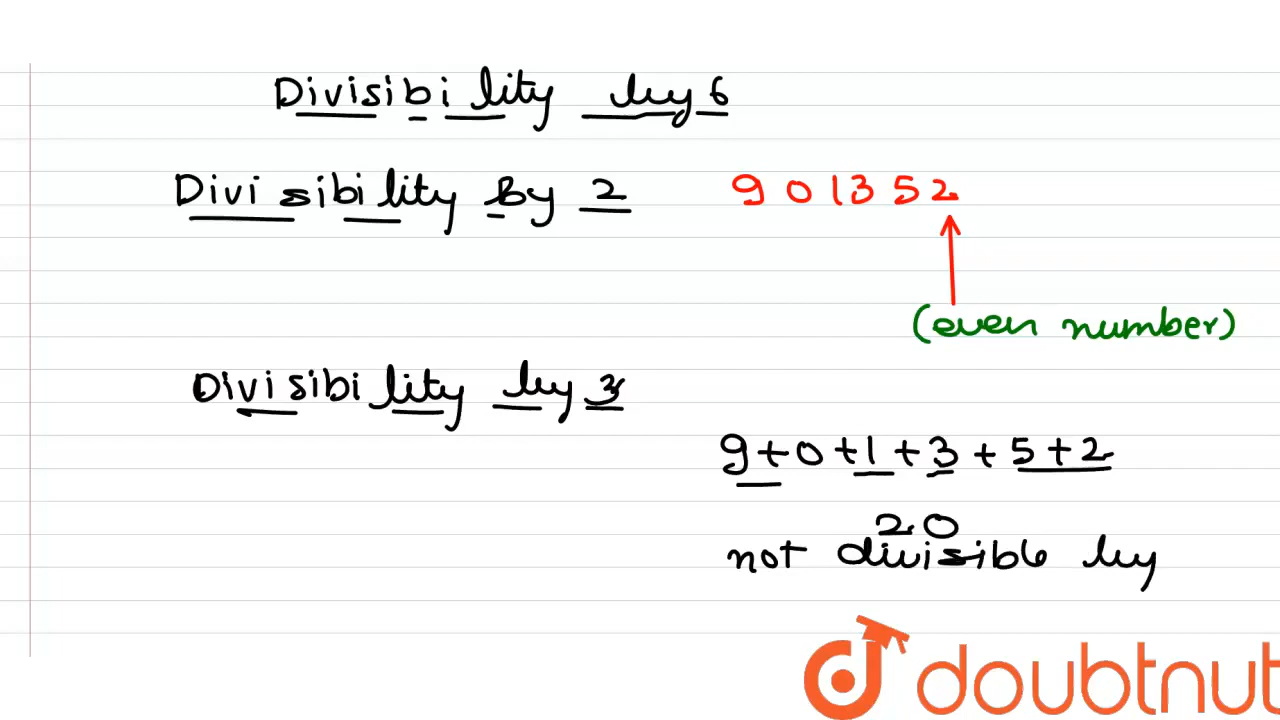 Divisibility by 6
Divisibility By 2 901352
(even number)
Divisibility by 3
9+0+1+3+5+2
20
not divisible by
doubtnut